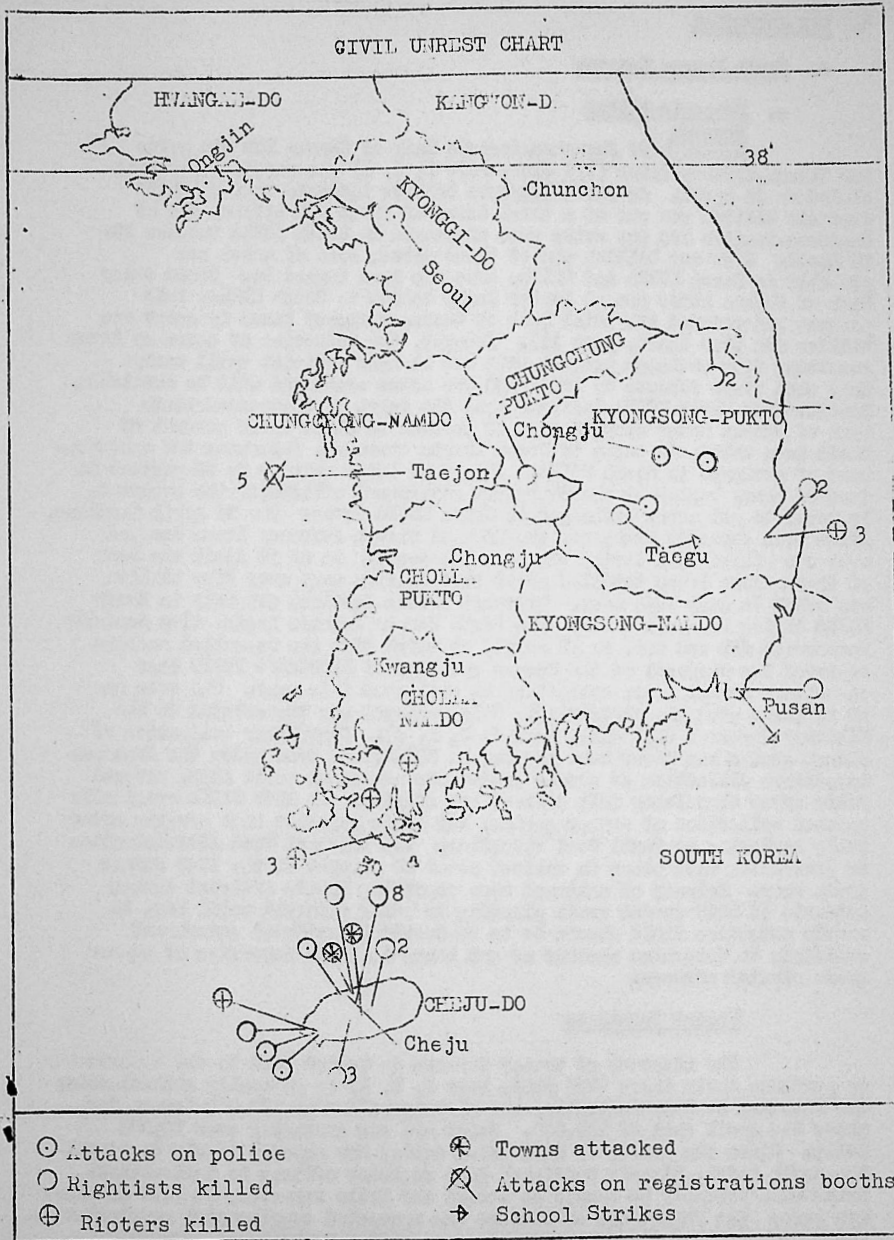 GIVIL UNREST CHART
HWANGAE-DO
KANGWON-D
Ongjin
38°
KYONGGI-DO
Chunchon
Seoul
CHUNGCHUNG
PUKTO
2
CHUNGCEONG-NAMDO
KYONGSONG-PUKTO
Chongju
5
Taejon
2
3
Taegu
Chongju
CHOLLA
PUKTO
KYONGSONG-NAMDO
Kwangju
CHOLLA
NAMDO
Pusan
3
SOUTH KOREA
8
2
CHEJU-DO
Cheju
3
Attacks on police
Rightists killed
Rioters killed
Towns attacked
Attacks on registrations booths
School Strikes